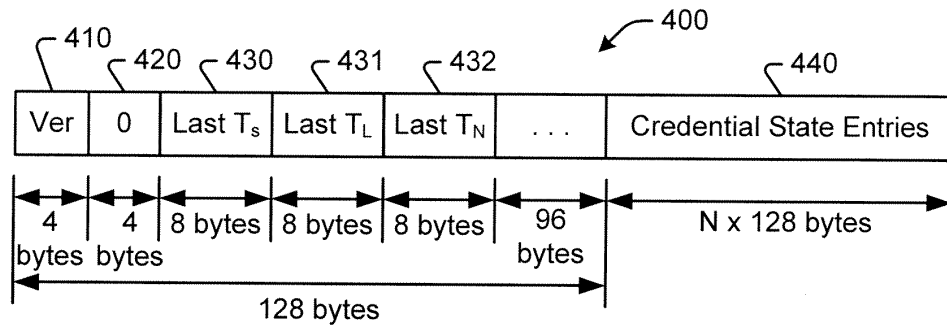 400
410 420 430 431 432 440
Ver 0 Last Ts Last TL Last TN . . . Credential State Entries
4 bytes 4 bytes 8 bytes 8 bytes 8 bytes 96 bytes N x 128 bytes
128 bytes